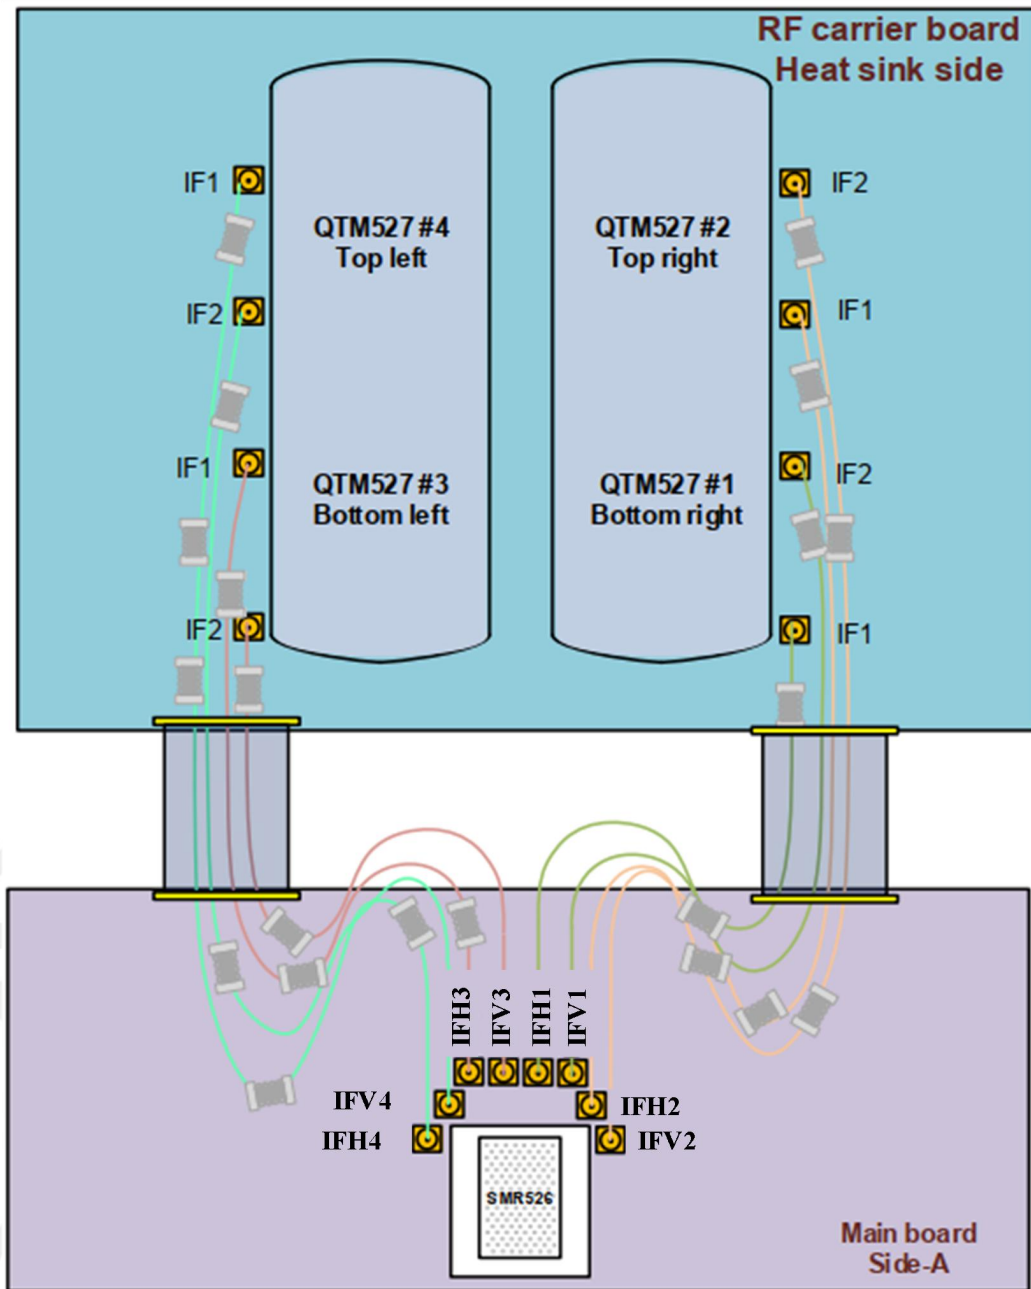 RF carrier board
Heat sink side
IF1
IF2
QTM527 #4
Top left
QTM527 #2
Top right
IF2
IF1
IF1
IF2
QTM527 #3
Bottom left
QTM527 #1
Bottom right
IF2
IF1
IFH3
IFV3
IFH1
IFV1
IFV4
IFH2
IFH4
IFV2
SMR526
Main board
Side-A